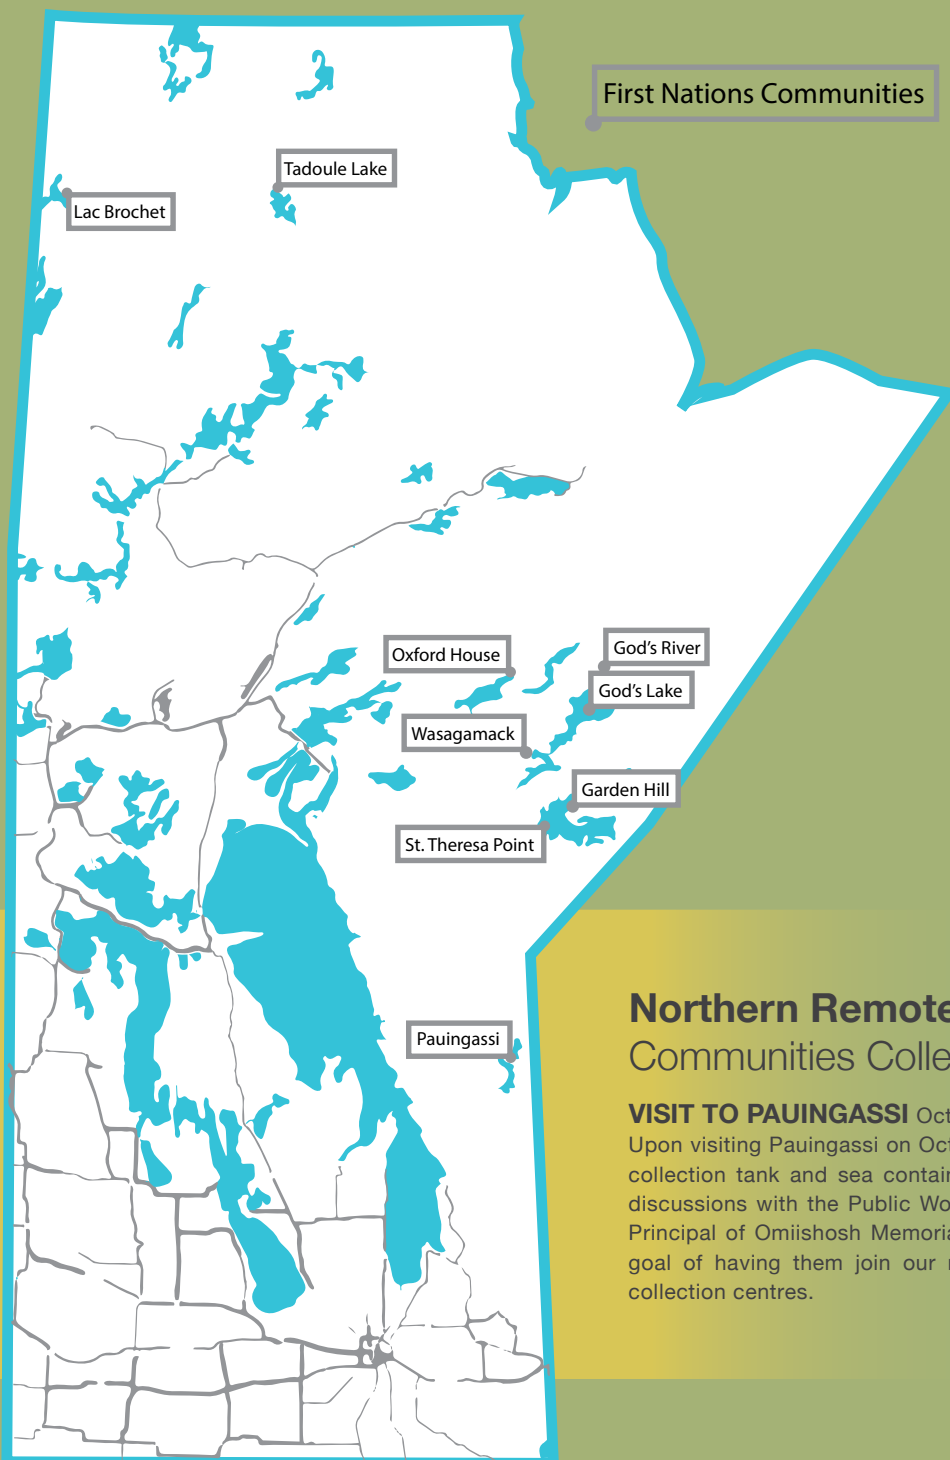 First Nations Communities
Tadoule Lake
Lac Brochet
God's River
Oxford House
God's Lake
Wasagamack
Garden Hill
St. Theresa Point
Pauingassi
Northern Remote
Communities Colle
VISIT TO PAUINGASSI Oct
Upon visiting Pauingassi on Oct
collection tank and sea contain
discussions with the Public Wo
Principal of Omiishosh Memoria
goal of having them join our
collection centres.